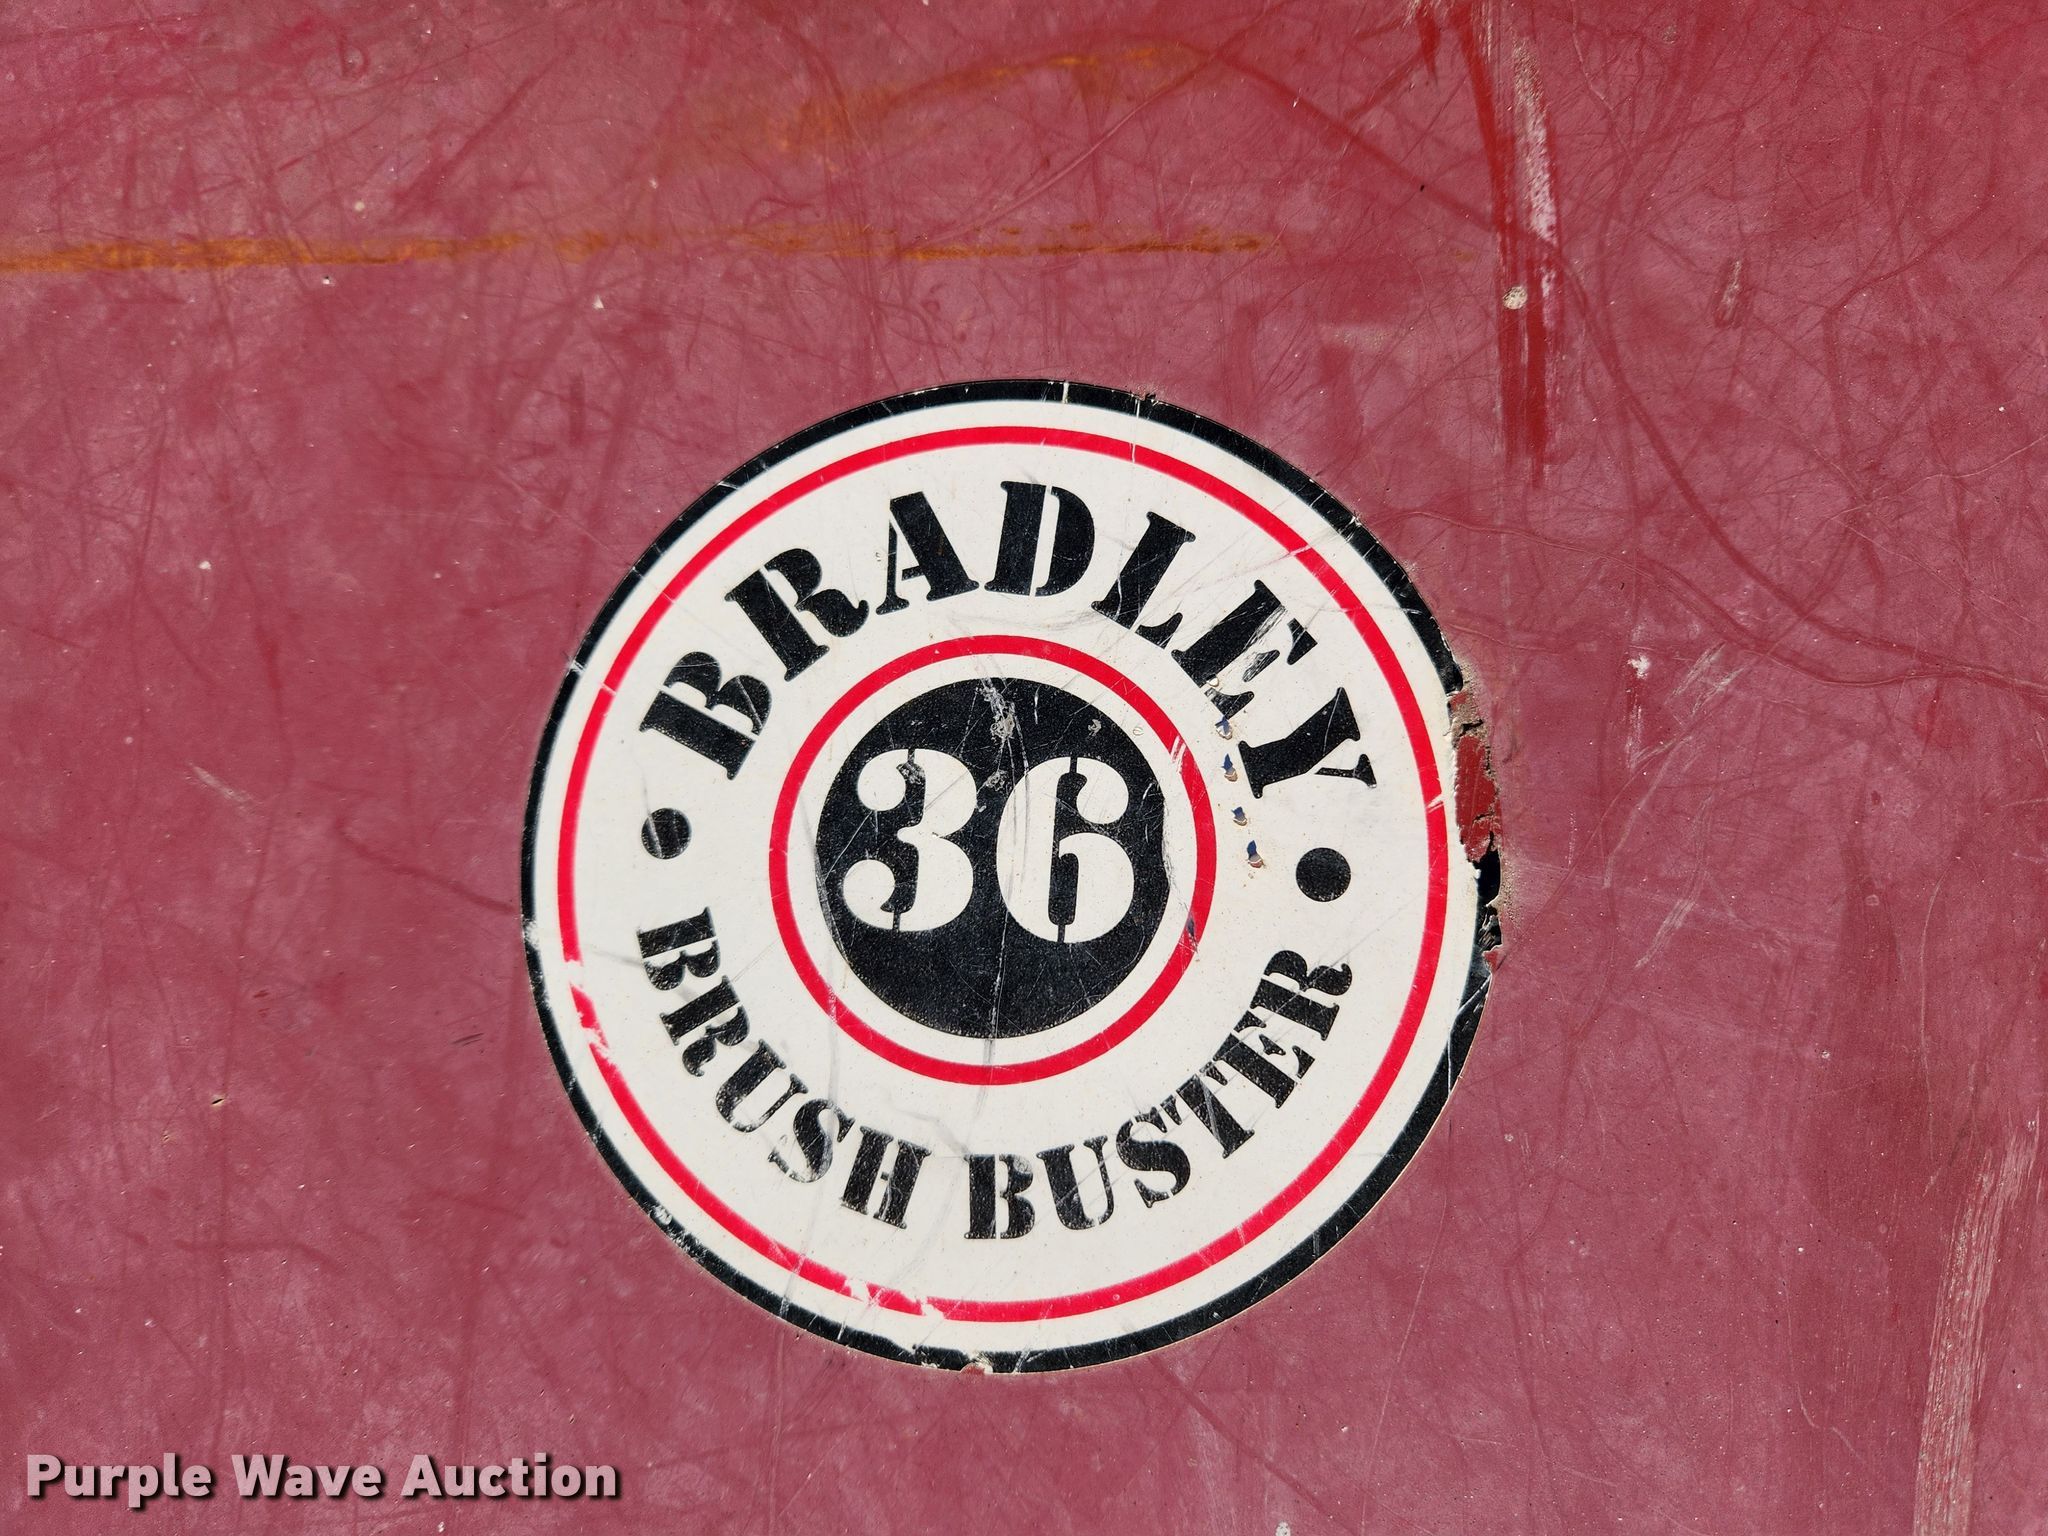 BRADLEY
36
BRUSH BUSTER
Purple Wave Auction